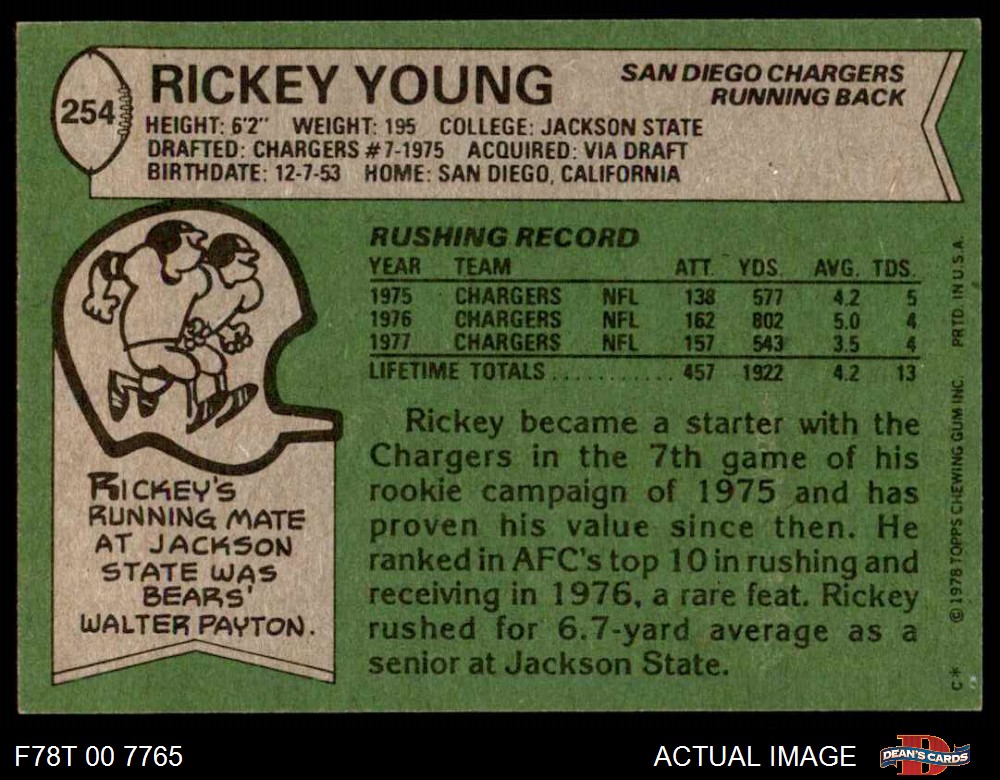 254
RICKEY YOUNG
SAN DIEGO CHARGERS
RUNNING BACK
HEIGHT: 6'2" WEIGHT: 195 COLLEGE: JACKSON STATE
DRAFTED: CHARGERS #7-1975 ACQUIRED: VIA DRAFT
BIRTHDATE: 12-7-53 HOME: SAN DIEGO, CALIFORNIA
RUSHING RECORD
YEAR TEAM ATT. YDS. AVG. TDS.
1975 CHARGERS NFL 138 577 4.2 5
1976 CHARGERS NFL 162 802 5.0 4
1977 CHARGERS NFL 157 543 3.5 4
LIFETIME TOTALS ............ 457 1922 4.2 13
Rickey became a starter with the
Chargers in the 7th game of his
rookie campaign of 1975 and has
proven his value since then. He
ranked in AFC's top 10 in rushing and
receiving in 1976, a rare feat. Rickey
rushed for 6.7-yard average as a
senior at Jackson State.
RICKEY'S
RUNNING MATE
AT JACKSON
STATE WAS
BEARS'
WALTER PAYTON.
C* © 1978 TOPPS CHEWING GUM INC. PRTD. IN U.S.A.
F78T 00 7765
ACTUAL IMAGE
D
DEAN'S CARDS